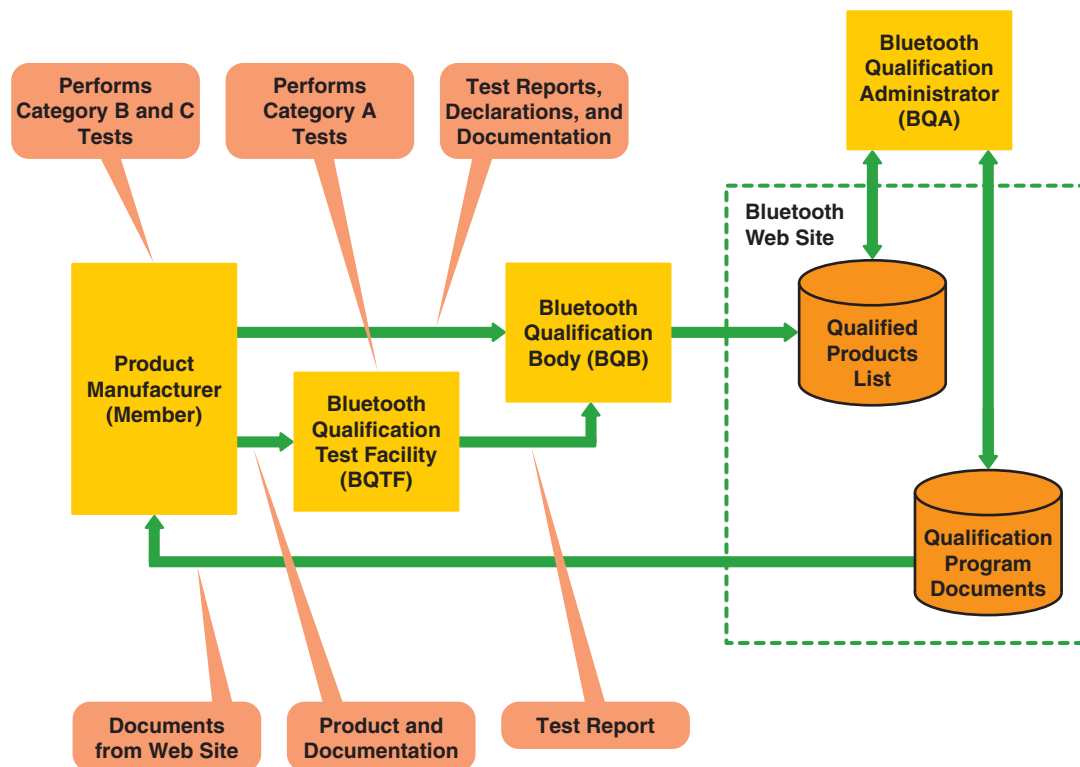 Bluetooth
Qualification
Administrator
(BQA)
Performs
Category B and C
Tests
Performs
Category A
Tests
Test Reports,
Declarations, and
Documentation
Bluetooth
Web Site
Product
Manufacturer
(Member)
Bluetooth
Qualification
Test Facility
(BQTF)
Bluetooth
Qualification
Body (BQB)
Qualified
Products
List
Qualification
Program
Documents
Documents
from Web Site
Product and
Documentation
Test Report